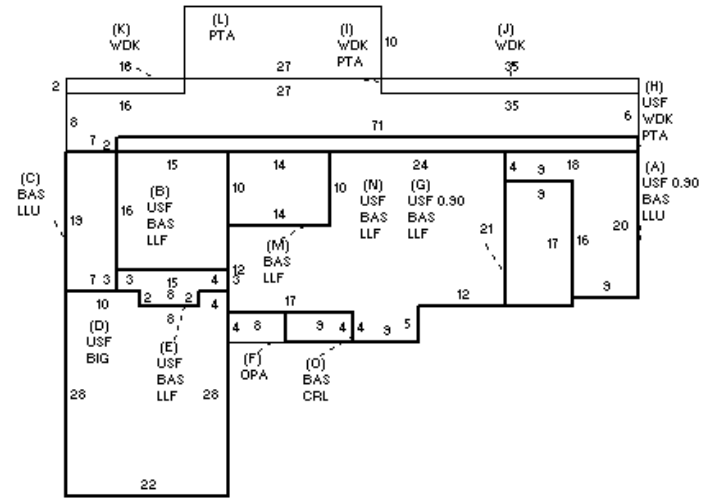 (L)
PTA
(K)
WDK
(I)
WDK
PTA
10
(J)
WDK
16
27
35
2
27
16
35
(H)
USF
WDK
PTA
8
6
71
7
2
15
14
24
4
9
18
(A)
USF 0.90
BAS
LLU
(C)
BAS
LLU
(B)
USF
BAS
LLF
10
10
(N)
USF
BAS
LLF
(G)
USF 0.90
BAS
LLF
9
16
19
14
20
21
17
16
(M)
BAS
LLF
12
7
3
3
15
4
3
9
10
2
8
2
4
17
12
8
4
8
9
4
4
9
5
(D)
USF
BIG
(E)
USF
BAS
LLF
(F)
OPA
(O)
BAS
CRL
28
28
22